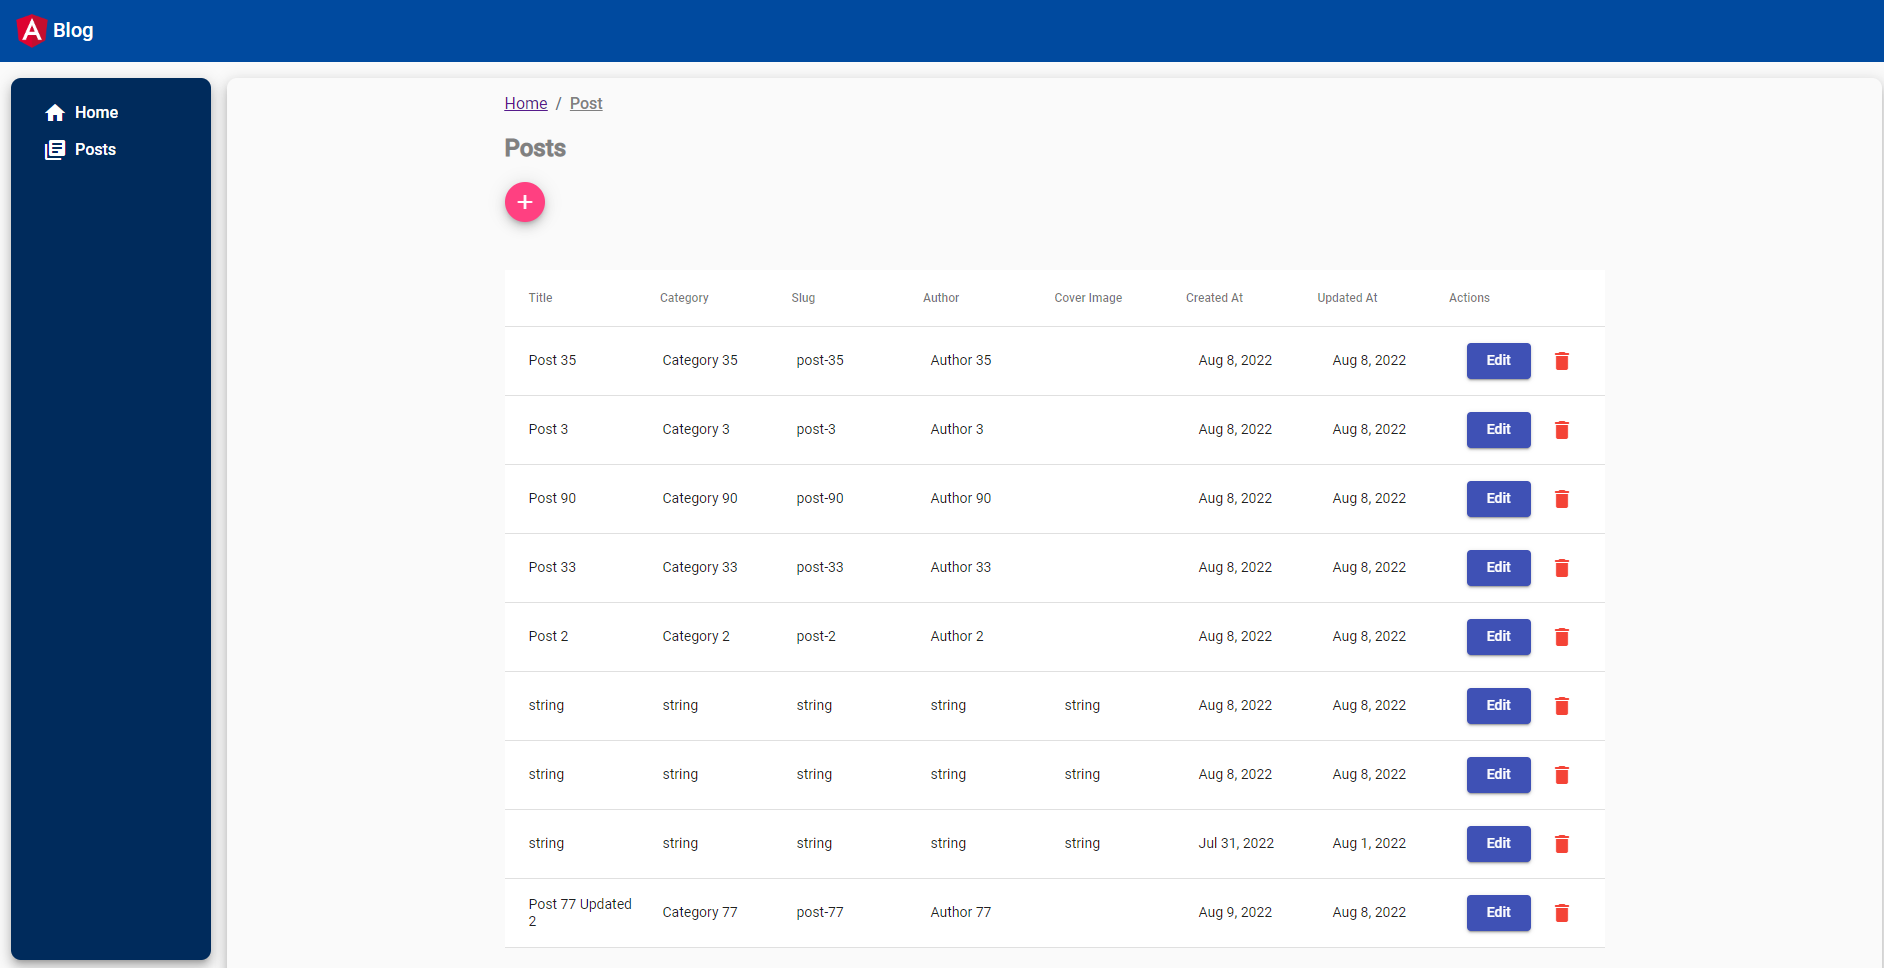 Blog
Home
Posts
Home / Post
Posts
Title Category Slug Author Cover Image Created At Updated At Actions
Post 35 Category 35 post-35 Author 35 Aug 8, 2022 Aug 8, 2022 Edit
Post 3 Category 3 post-3 Author 3 Aug 8, 2022 Aug 8, 2022 Edit
Post 90 Category 90 post-90 Author 90 Aug 8, 2022 Aug 8, 2022 Edit
Post 33 Category 33 post-33 Author 33 Aug 8, 2022 Aug 8, 2022 Edit
Post 2 Category 2 post-2 Author 2 Aug 8, 2022 Aug 8, 2022 Edit
string string string string string Aug 8, 2022 Aug 8, 2022 Edit
string string string string string Aug 8, 2022 Aug 8, 2022 Edit
string string string string string Jul 31, 2022 Aug 1, 2022 Edit
Post 77 Updated
2 Category 77 post-77 Author 77 Aug 9, 2022 Aug 8, 2022 Edit